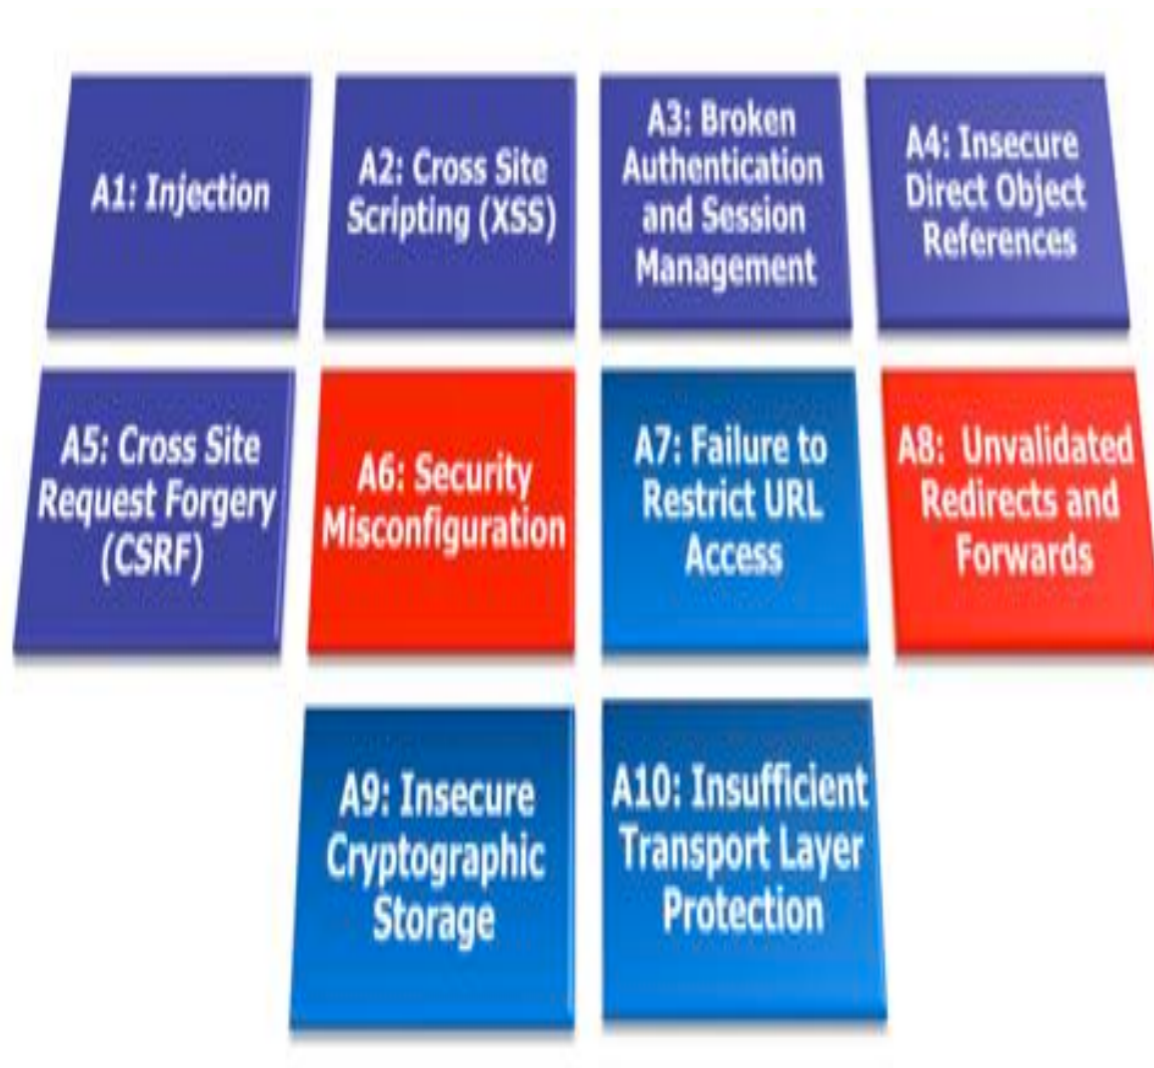 A1: Injection
A2: Cross Site
Scripting (XSS)
A3: Broken
Authentication
and Session
Management
A4: Insecure
Direct Object
References
A5: Cross Site
Request Forgery
(CSRF)
A6: Security
Misconfiguration
A7: Failure to
Restrict URL
Access
A8: Unvalidated
Redirects and
Forwards
A9: Insecure
Cryptographic
Storage
A10: Insufficient
Transport Layer
Protection